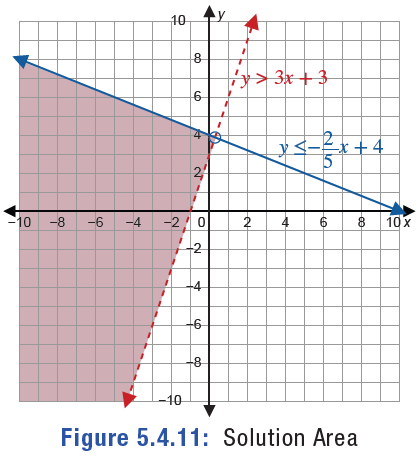 y
10
8
y > 3x + 3
6
4
y ≤ -2/5x + 4
2
-10 -8 -6 -4 -2 0 2 4 6 8 10 x
-2
-4
-6
-8
-10
Figure 5.4.11: Solution Area